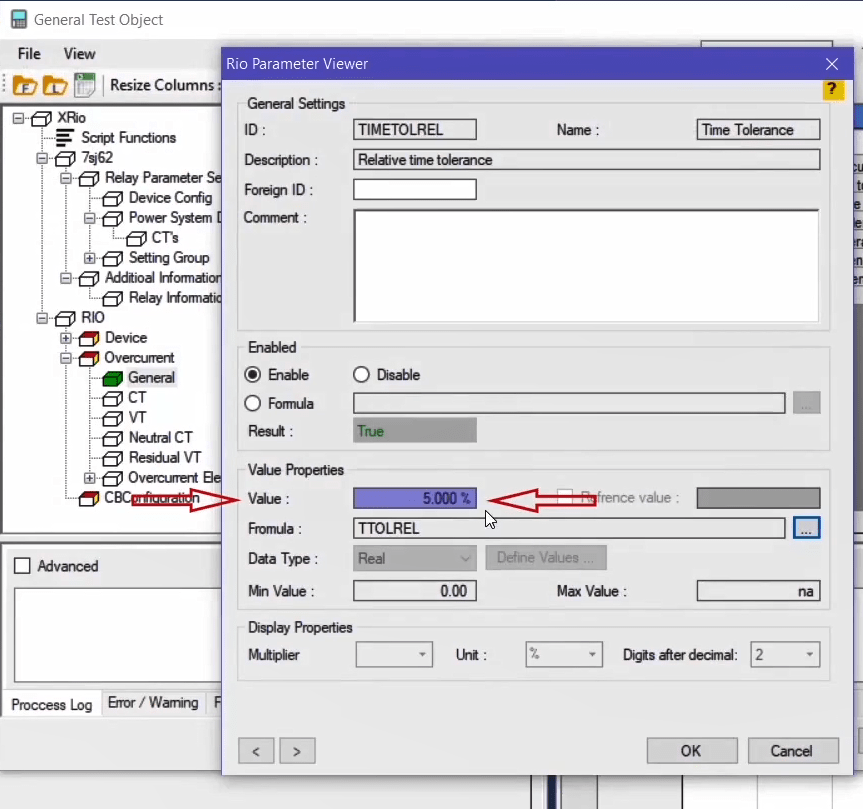 General Test Object
File View
Resize Columns :
XRio
Script Functions
7sj62
Relay Parameter Se
Device Config
Power System D
CT's
Setting Group
Additioal Information
Relay Informatio
RIO
Device
Overcurrent
General
CT
VT
Neutral CT
Residual VT
Overcurrent Ele
CBConfiguration
Advanced
Proccess Log Error / Warning F
Rio Parameter Viewer
?
General Settings
ID : TIMETOLREL Name : Time Tolerance
Description : Relative time tolerance
Foreign ID :
Comment :
Enabled
Enable Disable
Formula ...
Result : True
Value Properties
Value : 5.000 % Refrence value :
Fromula : TTOLREL ...
Data Type : Real Define Values ...
Min Value : 0.00 Max Value : na
Display Properties
Multiplier Unit : % Digits after decimal: 2
< > OK Cancel